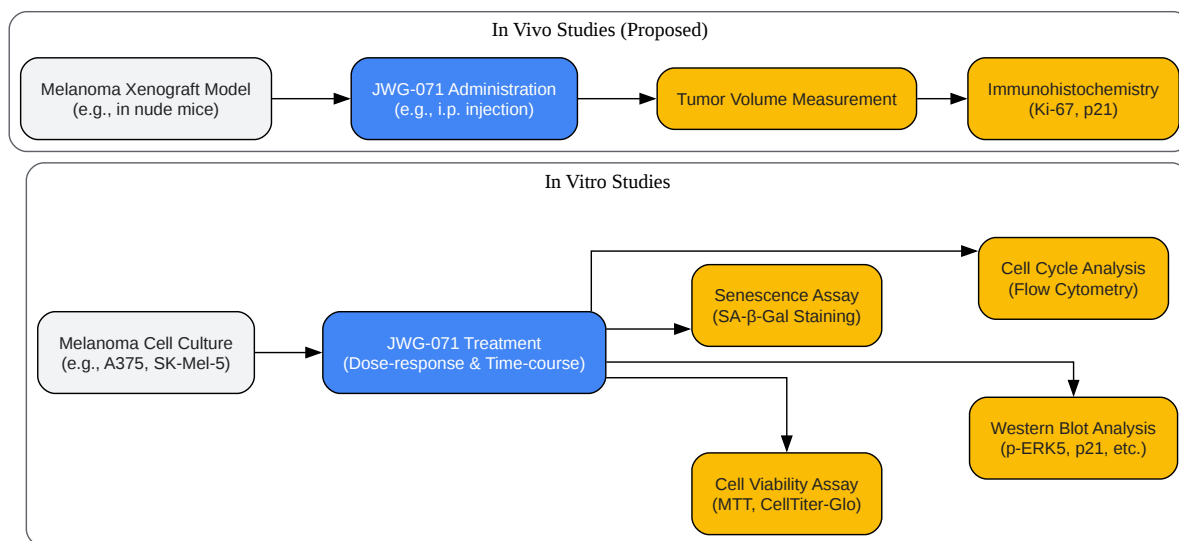 In Vivo Studies (Proposed)
Melanoma Xenograft Model
(e.g., in nude mice)
JWG-071 Administration
(e.g., i.p. injection)
Tumor Volume Measurement
Immunohistochemistry
(Ki-67, p21)
In Vitro Studies
Melanoma Cell Culture
(e.g., A375, SK-Mel-5)
JWG-071 Treatment
(Dose-response & Time-course)
Senescence Assay
(SA-β-Gal Staining)
Cell Cycle Analysis
(Flow Cytometry)
Western Blot Analysis
(p-ERK5, p21, etc.)
Cell Viability Assay
(MTT, CellTiter-Glo)